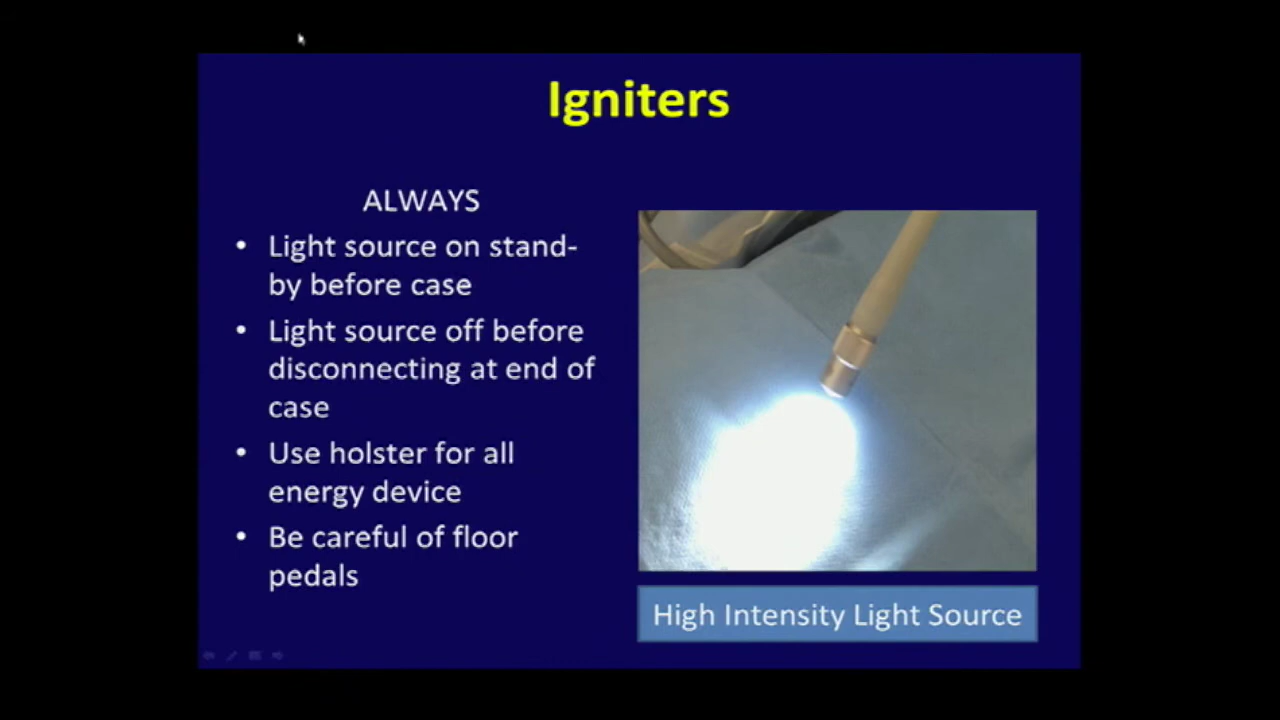 Igniters
ALWAYS
• Light source on stand-
by before case
• Light source off before
disconnecting at end of
case
• Use holster for all
energy device
• Be careful of floor
pedals
High Intensity Light Source